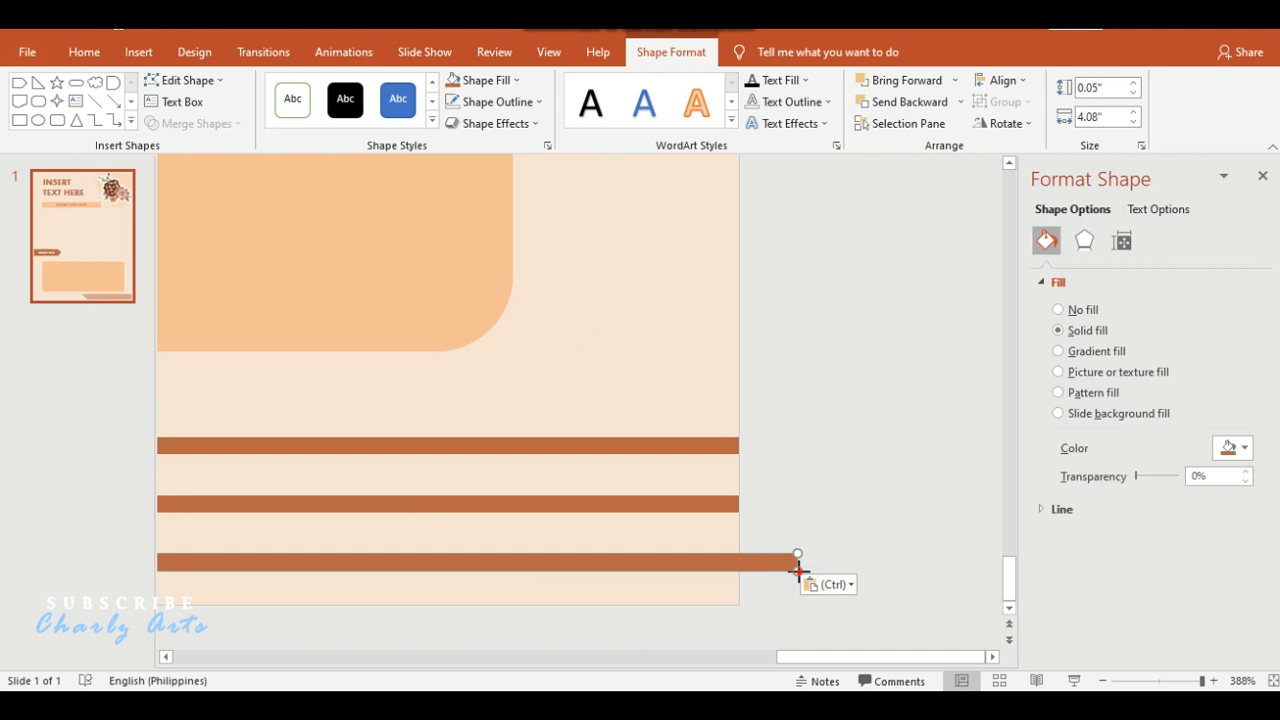 File Home Insert Design Transitions Animations Slide Show Review View Help Shape Format Tell me what you want to do Share
Edit Shape
Text Box
Merge Shapes
Insert Shapes
Abc Abc Abc
Shape Fill
Shape Outline
Shape Effects
Shape Styles
A A A
Text Fill
Text Outline
Text Effects
WordArt Styles
Bring Forward
Send Backward
Selection Pane
Align
Group
Rotate
Arrange
0.05"
4.08"
Size
1
INSERT
TEXT HERE
Format Shape
Shape Options Text Options
Fill
No fill
Solid fill
Gradient fill
Picture or texture fill
Pattern fill
Slide background fill
Color
Transparency 0%
Line
(Ctrl)
SUBSCRIBE
Charly Arts
Slide 1 of 1 English (Philippines) Notes Comments 388%